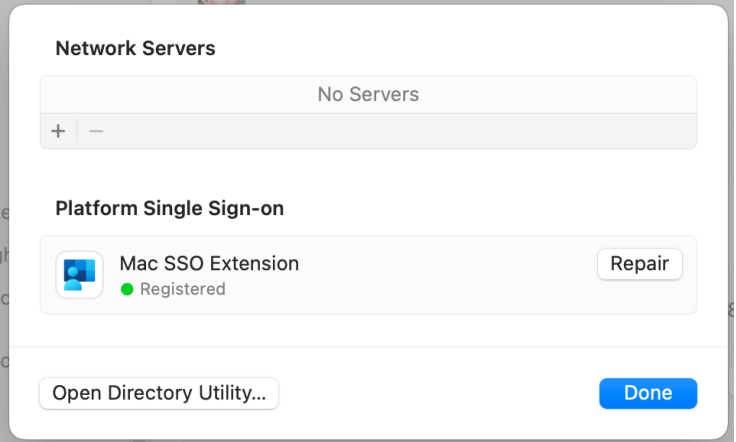 Network Servers
No Servers
Platform Single Sign-on
Mac SSO Extension
Repair
Registered
Open Directory Utility...
Done